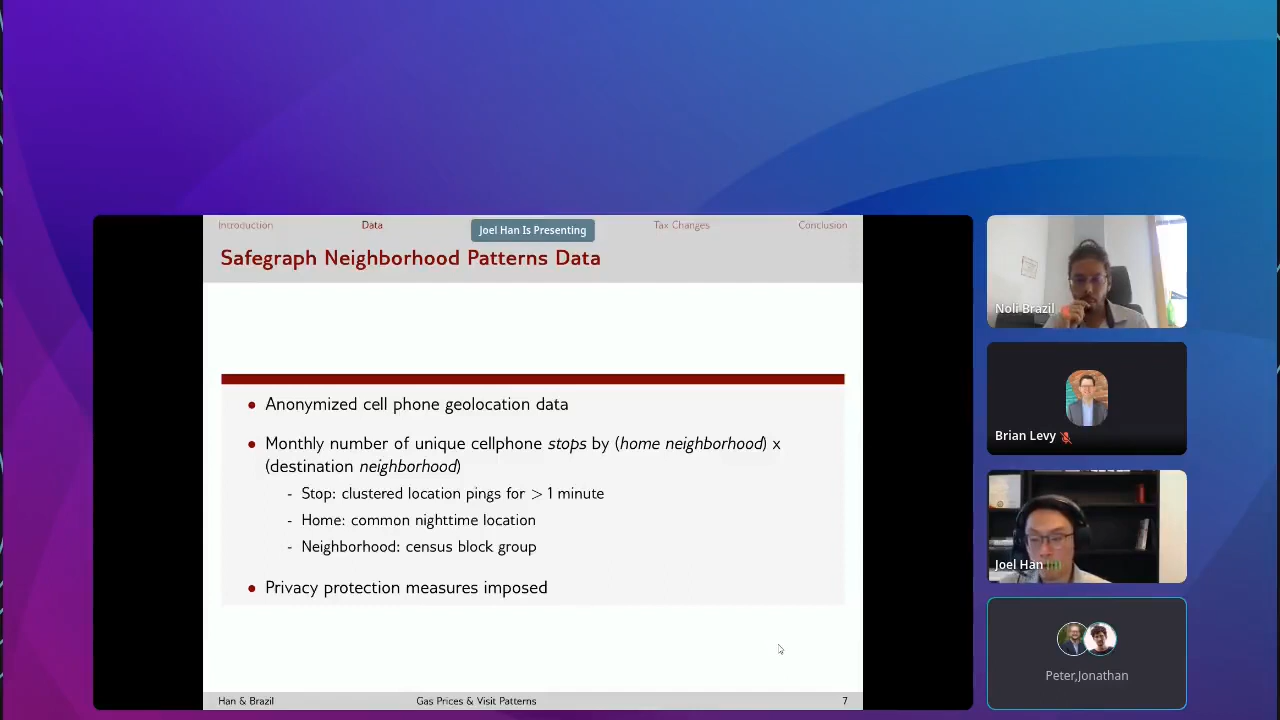 Introduction
Data
Joel Han Is Presenting
Tax Changes
Conclusion
Safegraph Neighborhood Patterns Data
• Anonymized cell phone geolocation data
• Monthly number of unique cellphone stops by (home neighborhood) x
(destination neighborhood)
- Stop: clustered location pings for > 1 minute
- Home: common nighttime location
- Neighborhood: census block group
• Privacy protection measures imposed
Han & Brazil
Gas Prices & Visit Patterns
7
Noli Brazil
Brian Levy
Joel Han
Peter,Jonathan